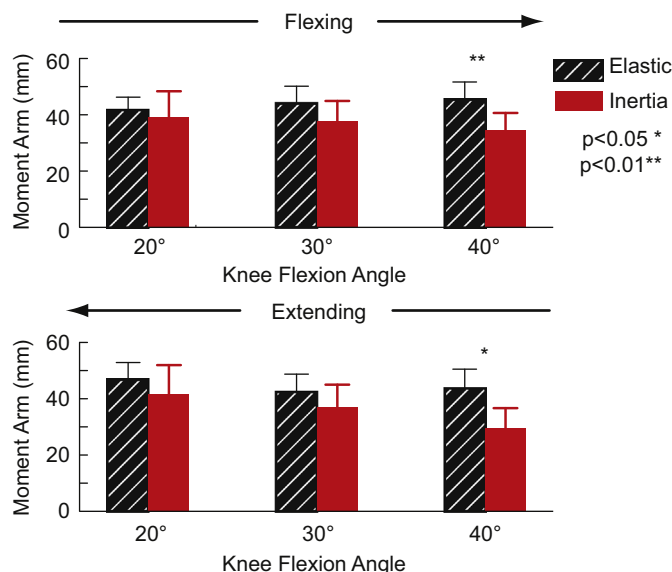 Flexing
60
40
20
0
Moment Arm (mm)
**
20° 30° 40°
Knee Flexion Angle
Elastic
Inertia
p<0.05 *
p<0.01**
Extending
60
40
20
0
Moment Arm (mm)
*
20° 30° 40°
Knee Flexion Angle